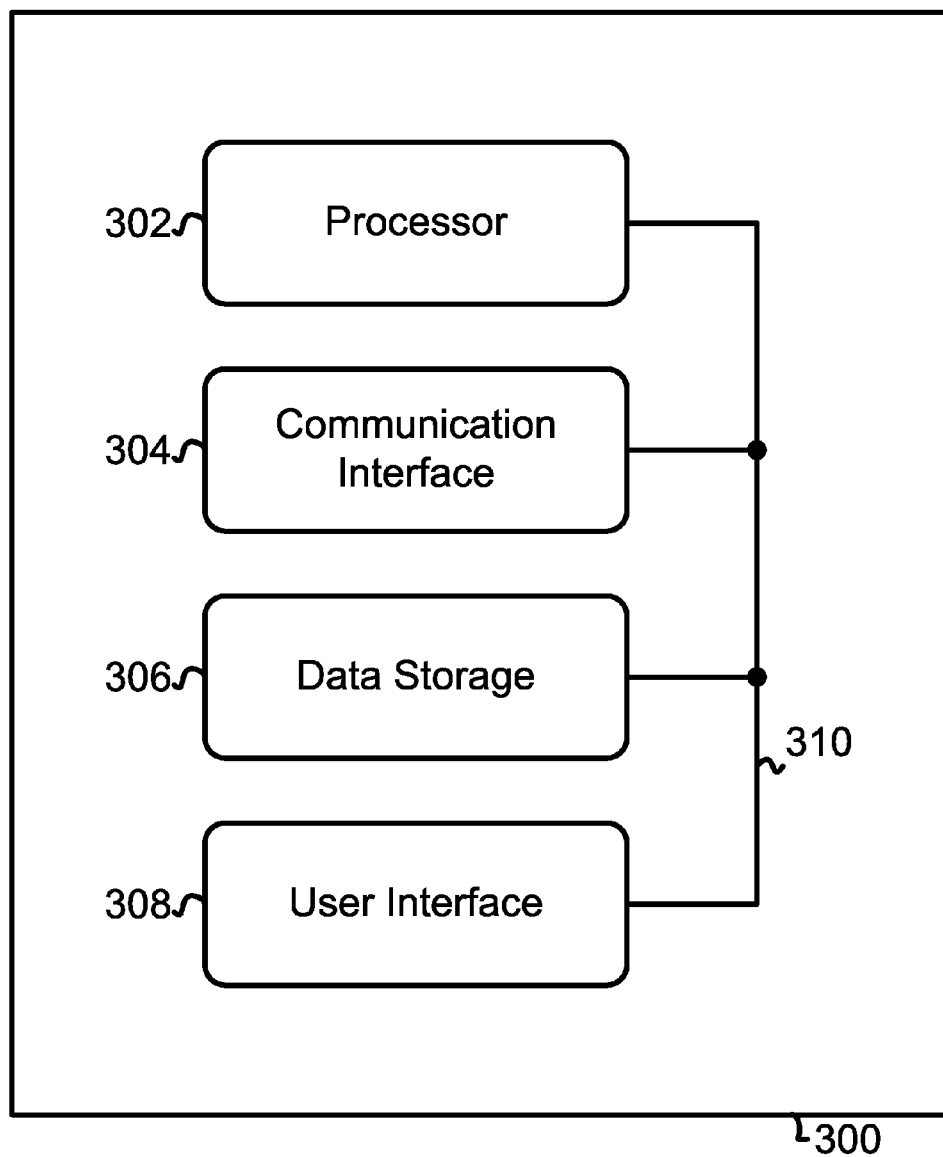 302
Processor
304
Communication
Interface
306
Data Storage
310
308
User Interface
300